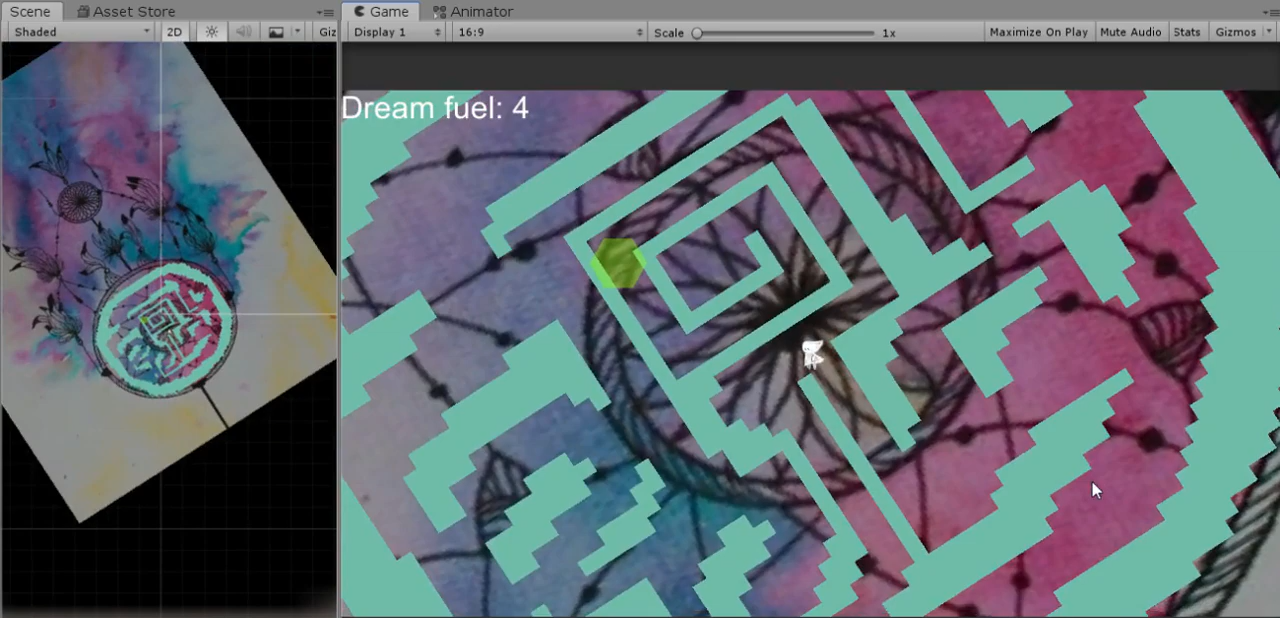 Scene Asset Store
Shaded 2D Giz
Game Animator
Display 1 16:9 Scale 1x Maximize On Play Mute Audio Stats Gizmos
Dream fuel: 4